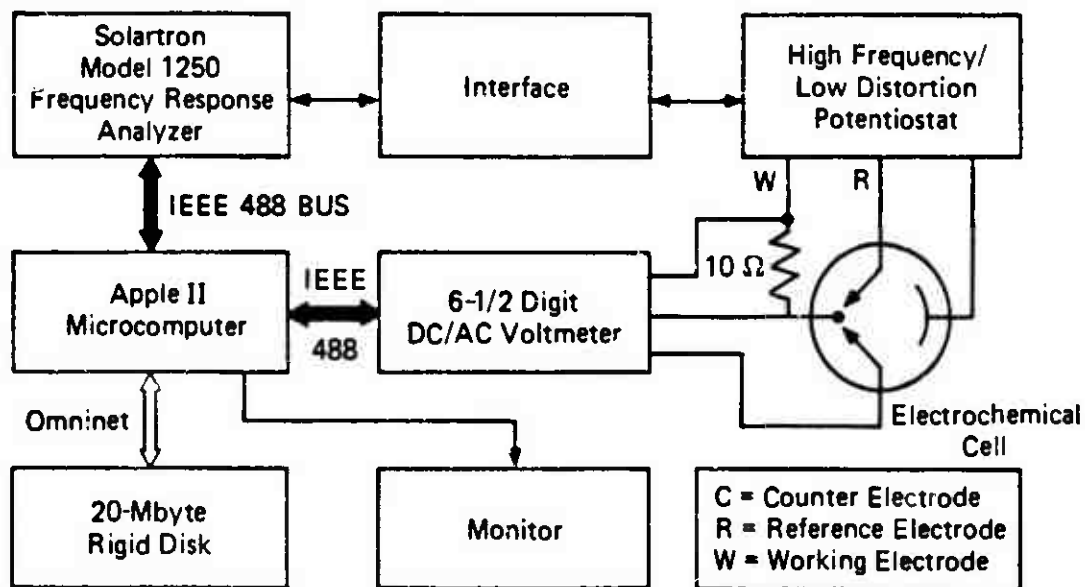 Solartron
Model 1250
Frequency Response
Analyzer
Interface
High Frequency/
Low Distortion
Potentiostat
W
R
IEEE 488 BUS
10 Ω
Apple II
Microcomputer
IEEE
488
6-1/2 Digit
DC/AC Voltmeter
Omninet
Electrochemical
Cell
20-Mbyte
Rigid Disk
Monitor
C = Counter Electrode
R = Reference Electrode
W = Working Electrode